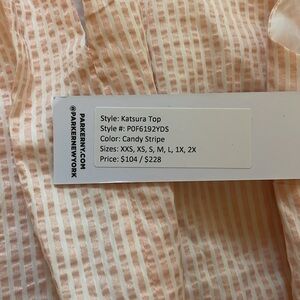 PARKERNY.COM
@PARKERNEWYORK
Style: Katsura Top
Style #: P0F6192YDS
Color: Candy Stripe
Sizes: XXS, XS, S, M, L, 1X, 2X
Price: $104 / $228